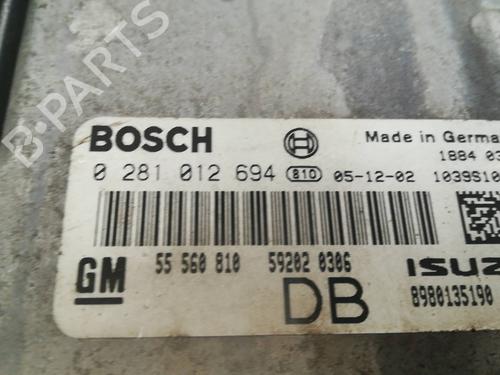 B-PARTS
BOSCH
Made in German
0 281 012 694 810 05-12-02
1884 03
1039S10
55 560 810 59202 0306
GM DB ISUZ
8980135190